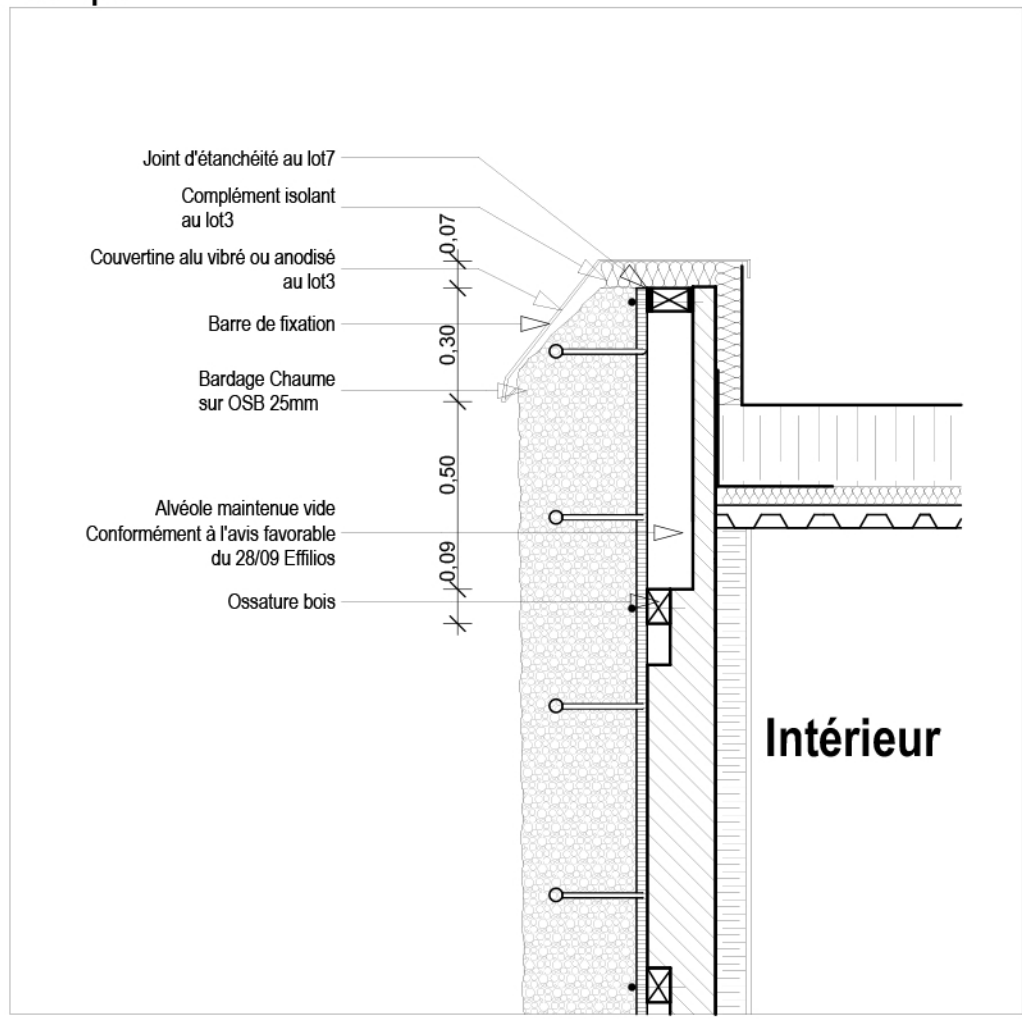 Joint d'étanchéité au lot7
Complément isolant
au lot3
Couvertine alu vibré ou anodisé
au lot3
Barre de fixation
Bardage Chaume
sur OSB 25mm
Alvéole maintenue vide
Conformément à l'avis favorable
du 28/09 Effilios
Ossature bois
0,07
0,30
0,50
0,09
Intérieur